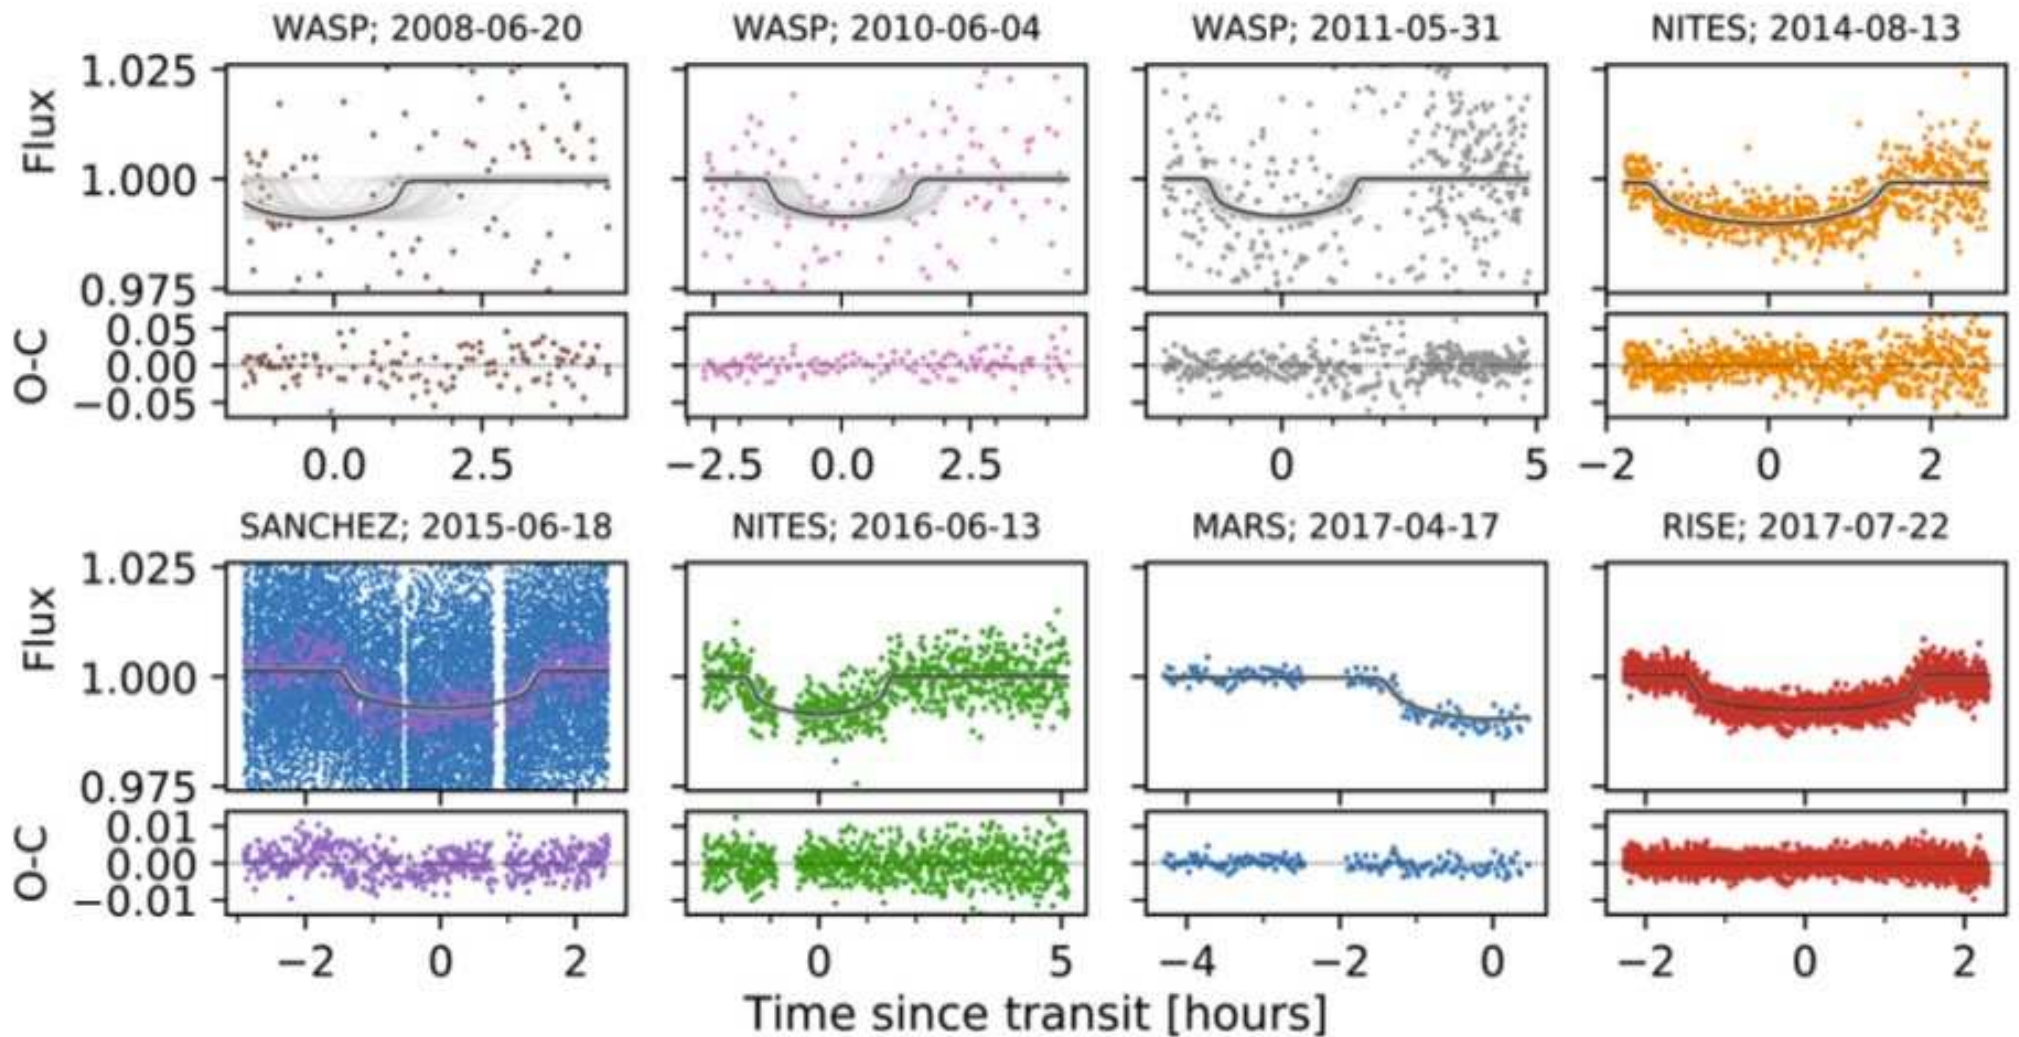 WASP; 2008-06-20 WASP; 2010-06-04 WASP; 2011-05-31 NITES; 2014-08-13
Flux
1.025
1.000
0.975
O-C
0.05
0.00
−0.05
0.0 2.5 −2.5 0.0 2.5 0 5 −2 0 2
SANCHEZ; 2015-06-18 NITES; 2016-06-13 MARS; 2017-04-17 RISE; 2017-07-22
Flux
1.025
1.000
0.975
O-C
0.01
0.00
−0.01
−2 0 2 0 5 −4 −2 0 −2 0 2
Time since transit [hours]